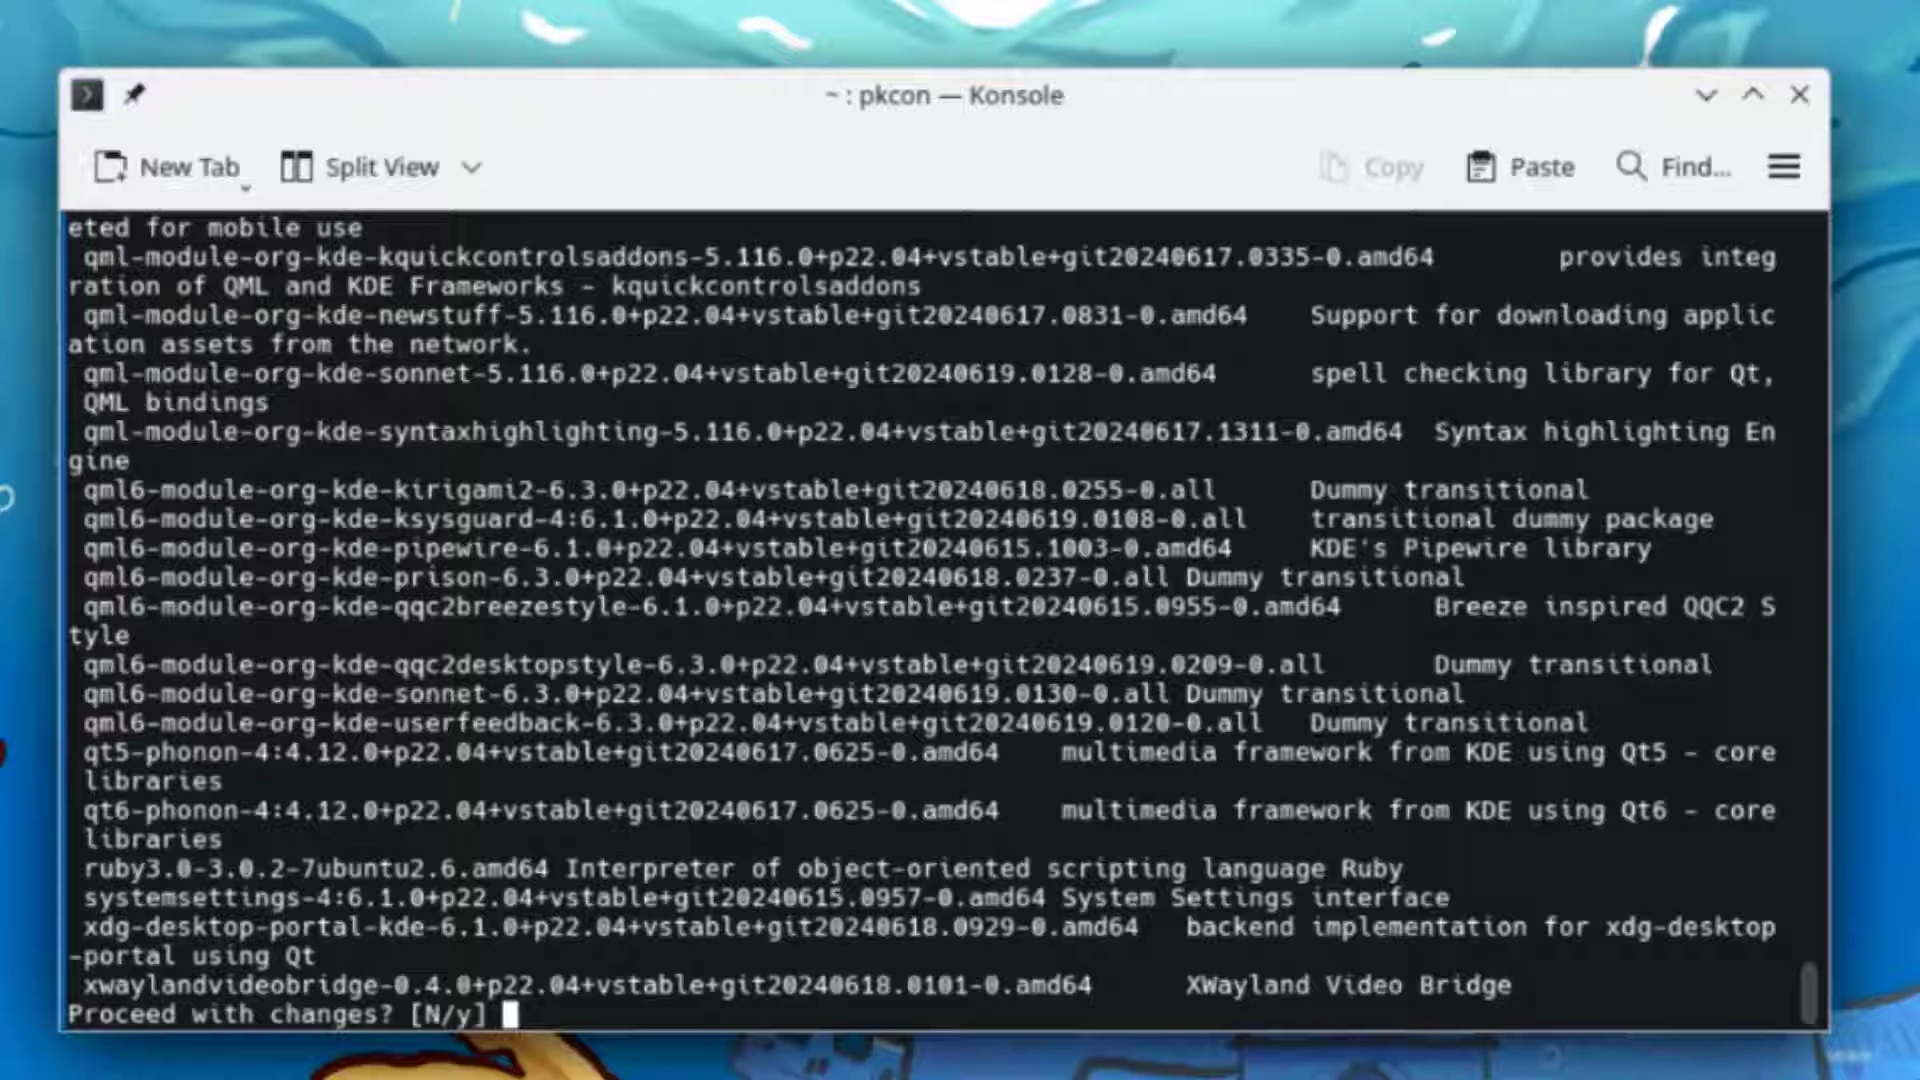 ~ : pkcon — Konsole
New Tab
Split View
Copy
Paste
Find...
eted for mobile use
qml-module-org-kde-kquickcontrolsaddons-5.116.0+p22.04+vstable+git20240617.0335-0.amd64 provides integ
ration of QML and KDE Frameworks - kquickcontrolsaddons
qml-module-org-kde-newstuff-5.116.0+p22.04+vstable+git20240617.0831-0.amd64 Support for downloading applic
ation assets from the network.
qml-module-org-kde-sonnet-5.116.0+p22.04+vstable+git20240619.0128-0.amd64 spell checking library for Qt,
QML bindings
qml-module-org-kde-syntaxhighlighting-5.116.0+p22.04+vstable+git20240617.1311-0.amd64 Syntax highlighting En
gine
qml6-module-org-kde-kirigami2-6.3.0+p22.04+vstable+git20240618.0255-0.all Dummy transitional
qml6-module-org-kde-ksysguard-4:6.1.0+p22.04+vstable+git20240619.0108-0.all transitional dummy package
qml6-module-org-kde-pipewire-6.1.0+p22.04+vstable+git20240615.1003-0.amd64 KDE's Pipewire library
qml6-module-org-kde-prison-6.3.0+p22.04+vstable+git20240618.0237-0.all Dummy transitional
qml6-module-org-kde-qqc2breezestyle-6.1.0+p22.04+vstable+git20240615.0955-0.amd64 Breeze inspired QQC2 S
tyle
qml6-module-org-kde-qqc2desktopstyle-6.3.0+p22.04+vstable+git20240619.0209-0.all Dummy transitional
qml6-module-org-kde-sonnet-6.3.0+p22.04+vstable+git20240619.0130-0.all Dummy transitional
qml6-module-org-kde-userfeedback-6.3.0+p22.04+vstable+git20240619.0120-0.all Dummy transitional
qt5-phonon-4:4.12.0+p22.04+vstable+git20240617.0625-0.amd64 multimedia framework from KDE using Qt5 - core
libraries
qt6-phonon-4:4.12.0+p22.04+vstable+git20240617.0625-0.amd64 multimedia framework from KDE using Qt6 - core
libraries
ruby3.0-3.0.2-7ubuntu2.6.amd64 Interpreter of object-oriented scripting language Ruby
systemsettings-4:6.1.0+p22.04+vstable+git20240615.0957-0.amd64 System Settings interface
xdg-desktop-portal-kde-6.1.0+p22.04+vstable+git20240618.0929-0.amd64 backend implementation for xdg-desktop
-portal using Qt
xwaylandvideobridge-0.4.0+p22.04+vstable+git20240618.0101-0.amd64 XWayland Video Bridge
Proceed with changes? [N/y]